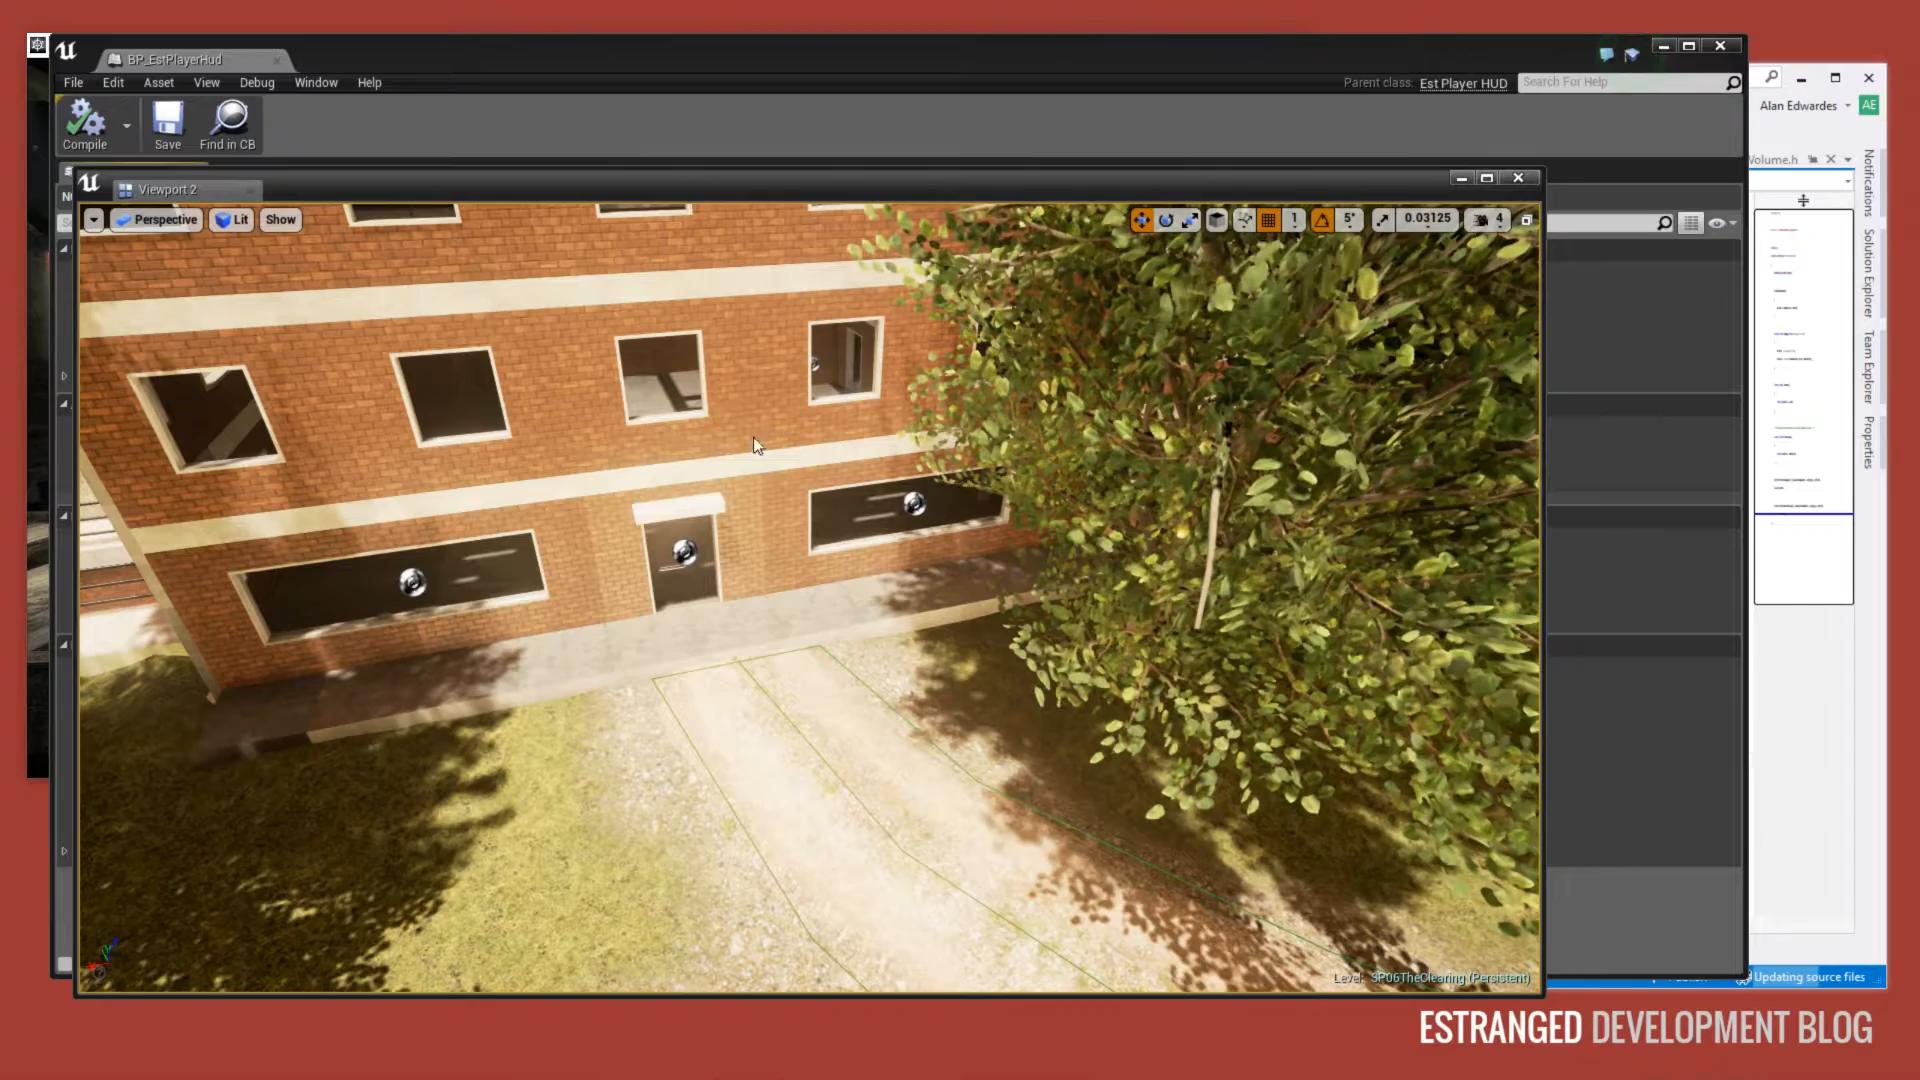 BP_EstPlayerHud
File Edit Asset View Debug Window Help
Parent class: Est Player HUD
Search For Help
Alan Edwardes AE
Compile
Save
Find in CB
Volume.h
Viewport 2
Perspective
Lit
Show
1
5°
0.03125
4
Notifications
Solution Explorer
Team Explorer
Properties
Level: SP06TheClearing (Persistent)
Updating source files
ESTRANGED DEVELOPMENT BLOG